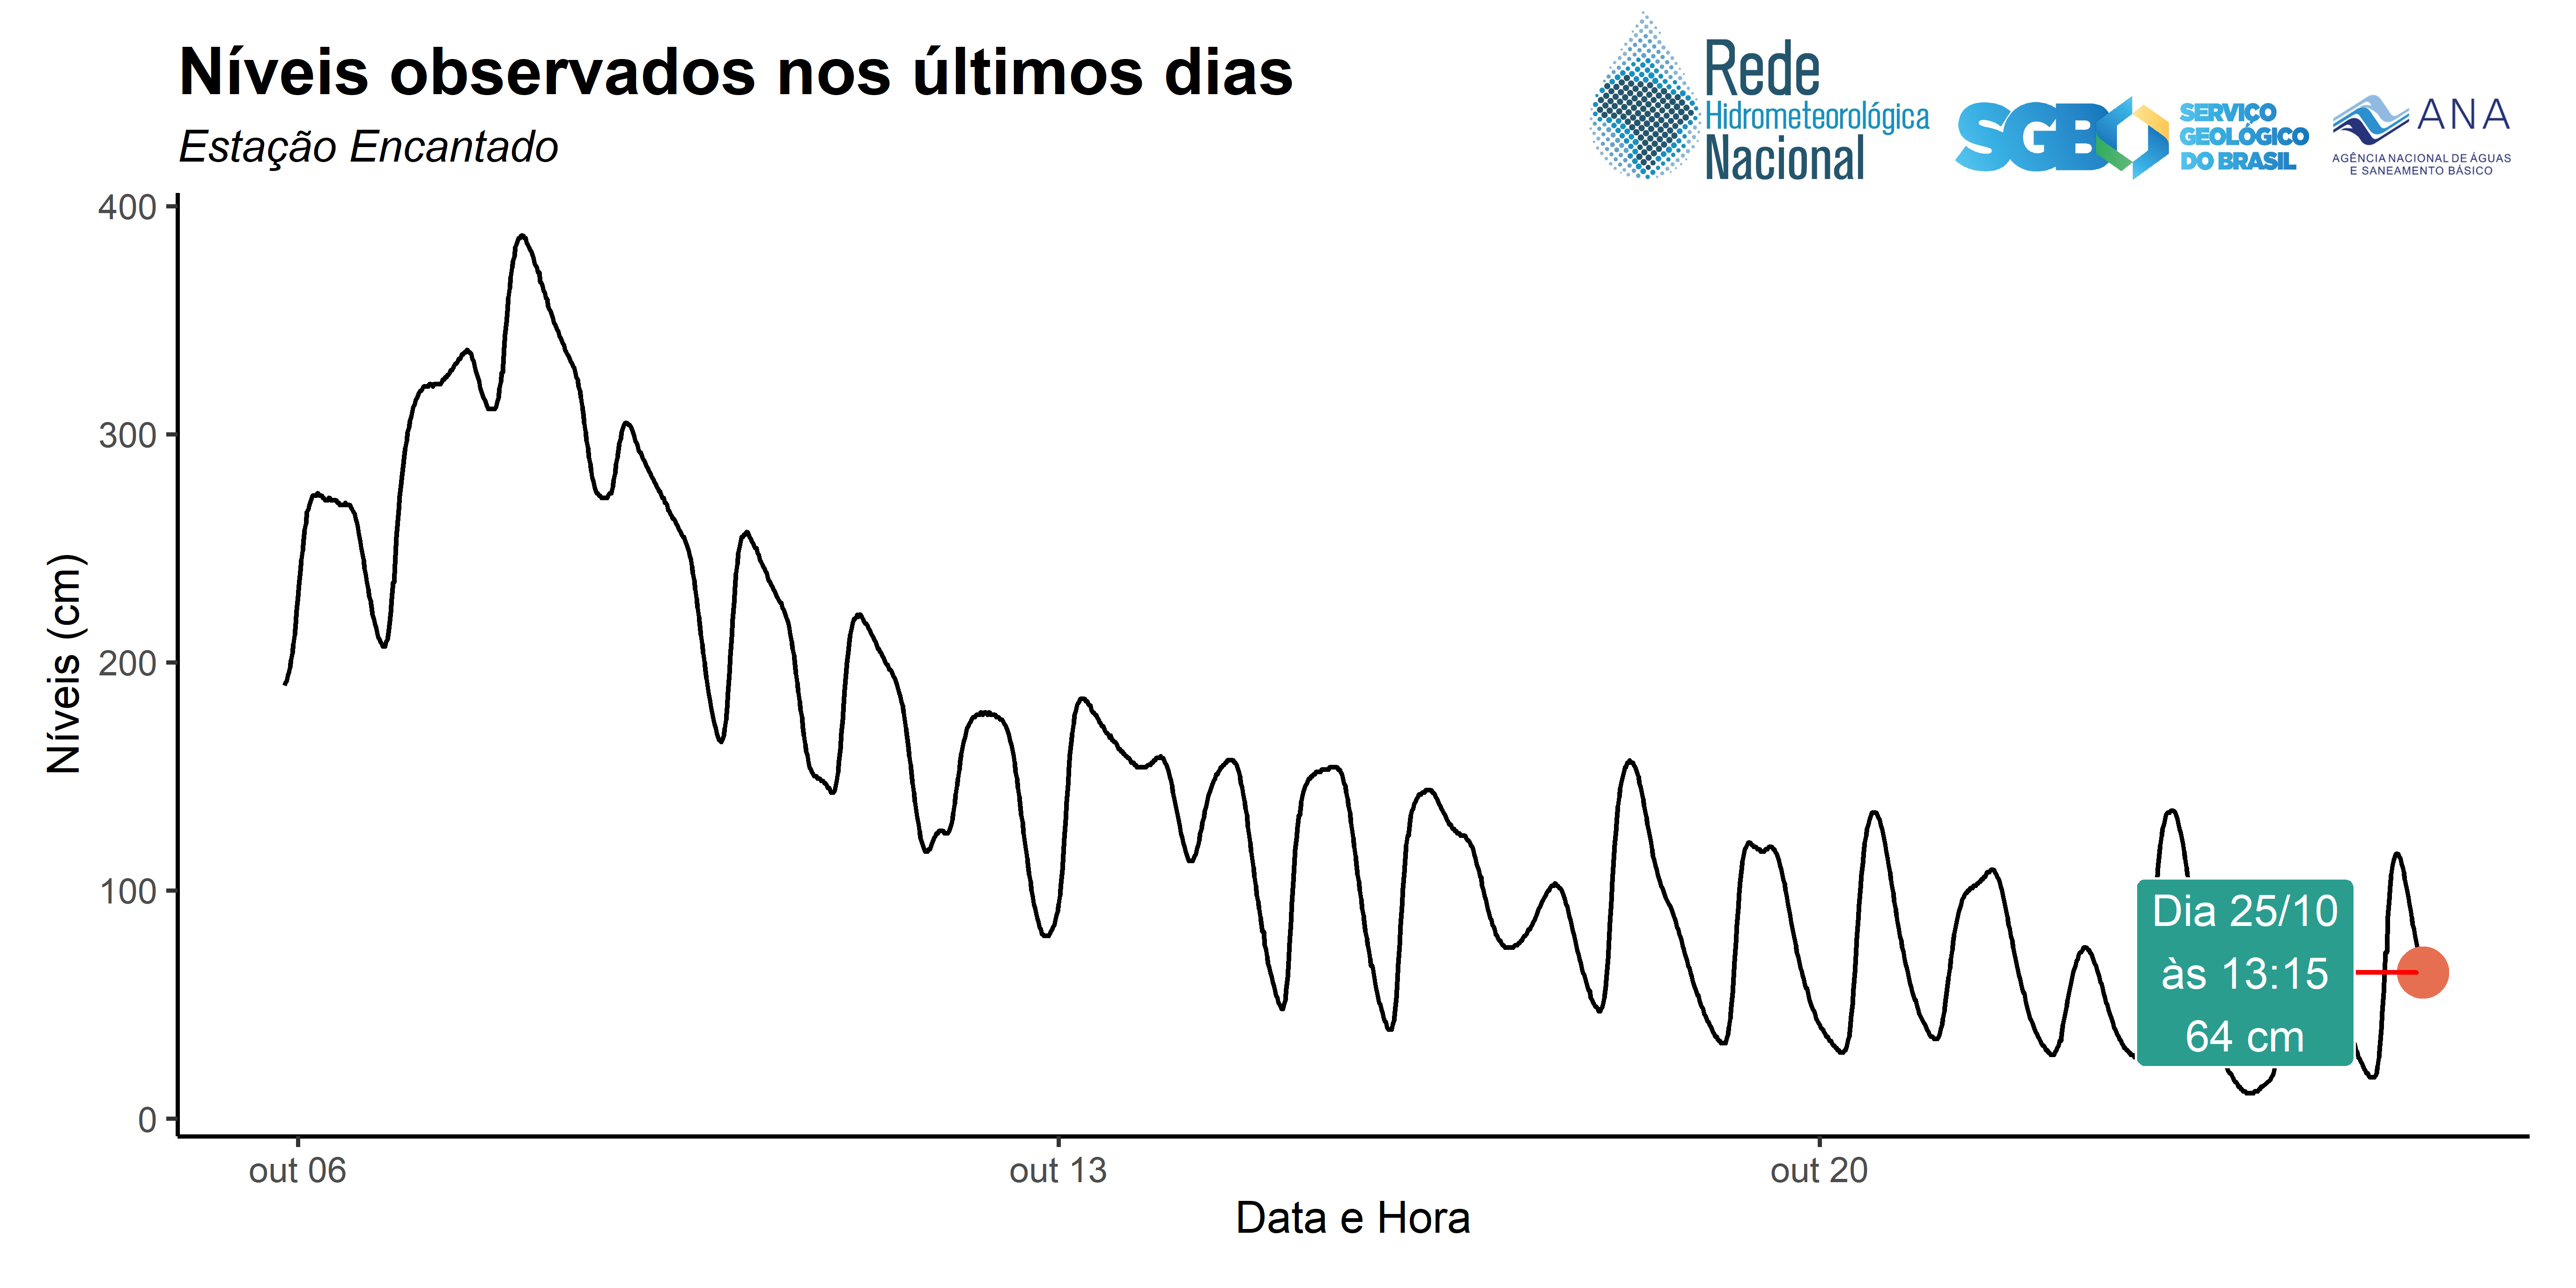 Níveis observados nos últimos dias
Estação Encantado
Rede
Hidrometeorológica
Nacional
SGB
SERVIÇO
GEOLÓGICO
DO BRASIL
ANA
AGÊNCIA NACIONAL DE ÁGUAS
E SANEAMENTO BÁSICO
Níveis (cm)
400
300
200
100
0
Dia 25/10
às 13:15
64 cm
out 06
out 13
out 20
Data e Hora